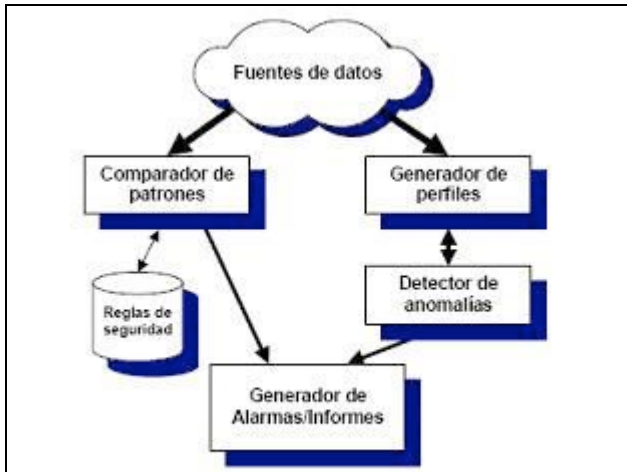 Fuentes de datos
Comparador de
patrones
Generador de
perfiles
Reglas de
seguridad
Detector de
anomalías
Generador de
Alarmas/Informes